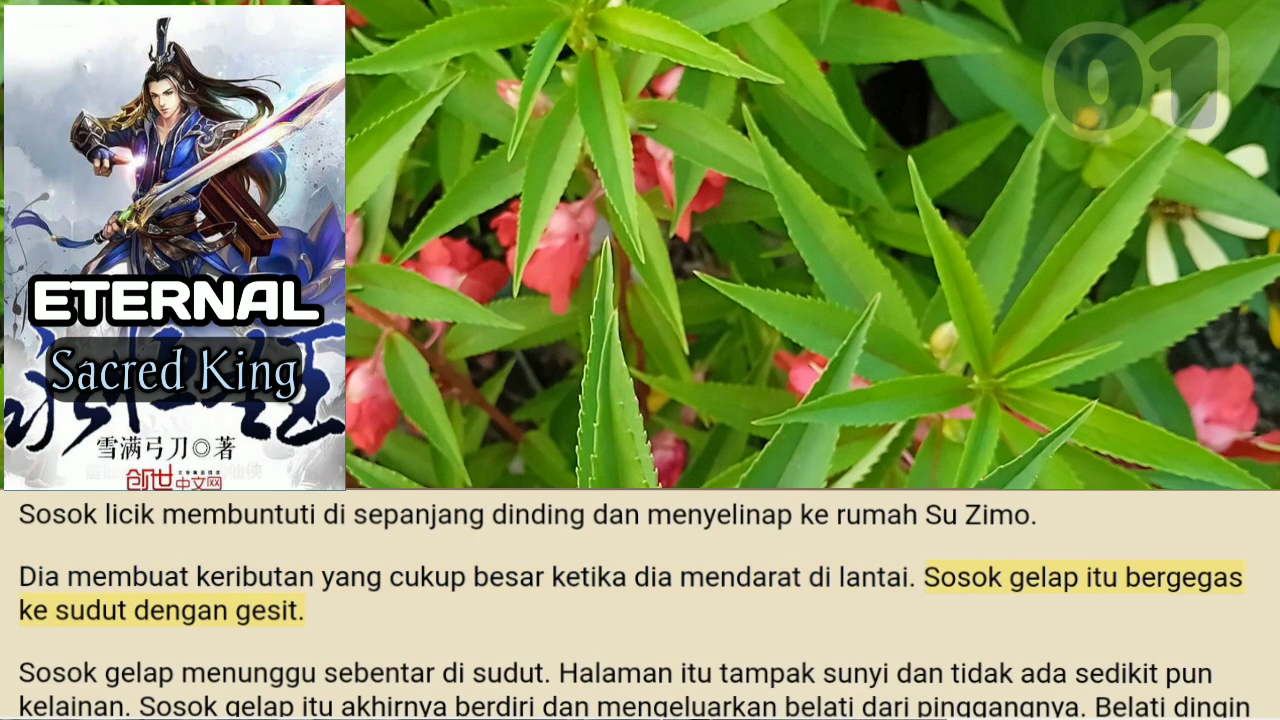 01
ETERNAL
Sacred King
雪满弓刀◎著
创世中文网
Sosok licik membuntuti di sepanjang dinding dan menyelinap ke rumah Su Zimo.
Dia membuat keributan yang cukup besar ketika dia mendarat di lantai. Sosok gelap itu bergegas
ke sudut dengan gesit.
Sosok gelap menunggu sebentar di sudut. Halaman itu tampak sunyi dan tidak ada sedikit pun
kelainan. Sosok gelap itu akhirnya berdiri dan mengeluarkan belati dari pinggangnya. Belati dingin